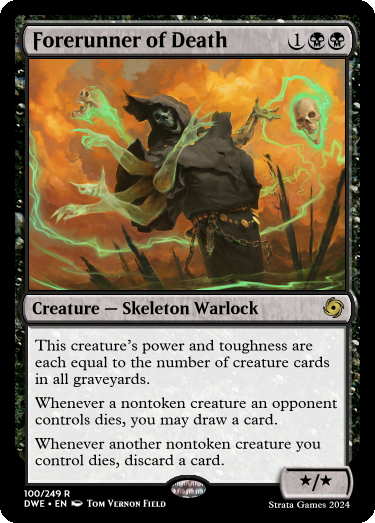 Forerunner of Death 1
Creature — Skeleton Warlock
This creature's power and toughness are
each equal to the number of creature cards
in all graveyards.
Whenever a nontoken creature an opponent
controls dies, you may draw a card.
Whenever another nontoken creature you
control dies, discard a card.
*/*
100/249 R
DWE • EN Tom Vernon Field
Strata Games 2024